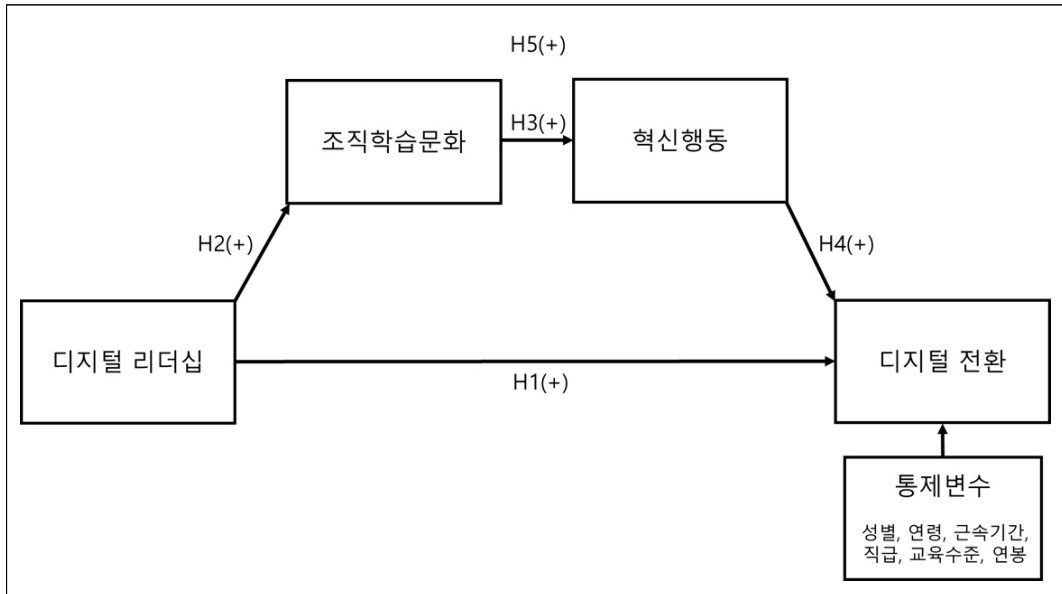 H5(+)
조직학습문화
H3(+)
혁신행동
H2(+)
H4(+)
디지털 리더십
H1(+)
디지털 전환
통제변수
성별, 연령, 근속기간,
직급, 교육수준, 연봉